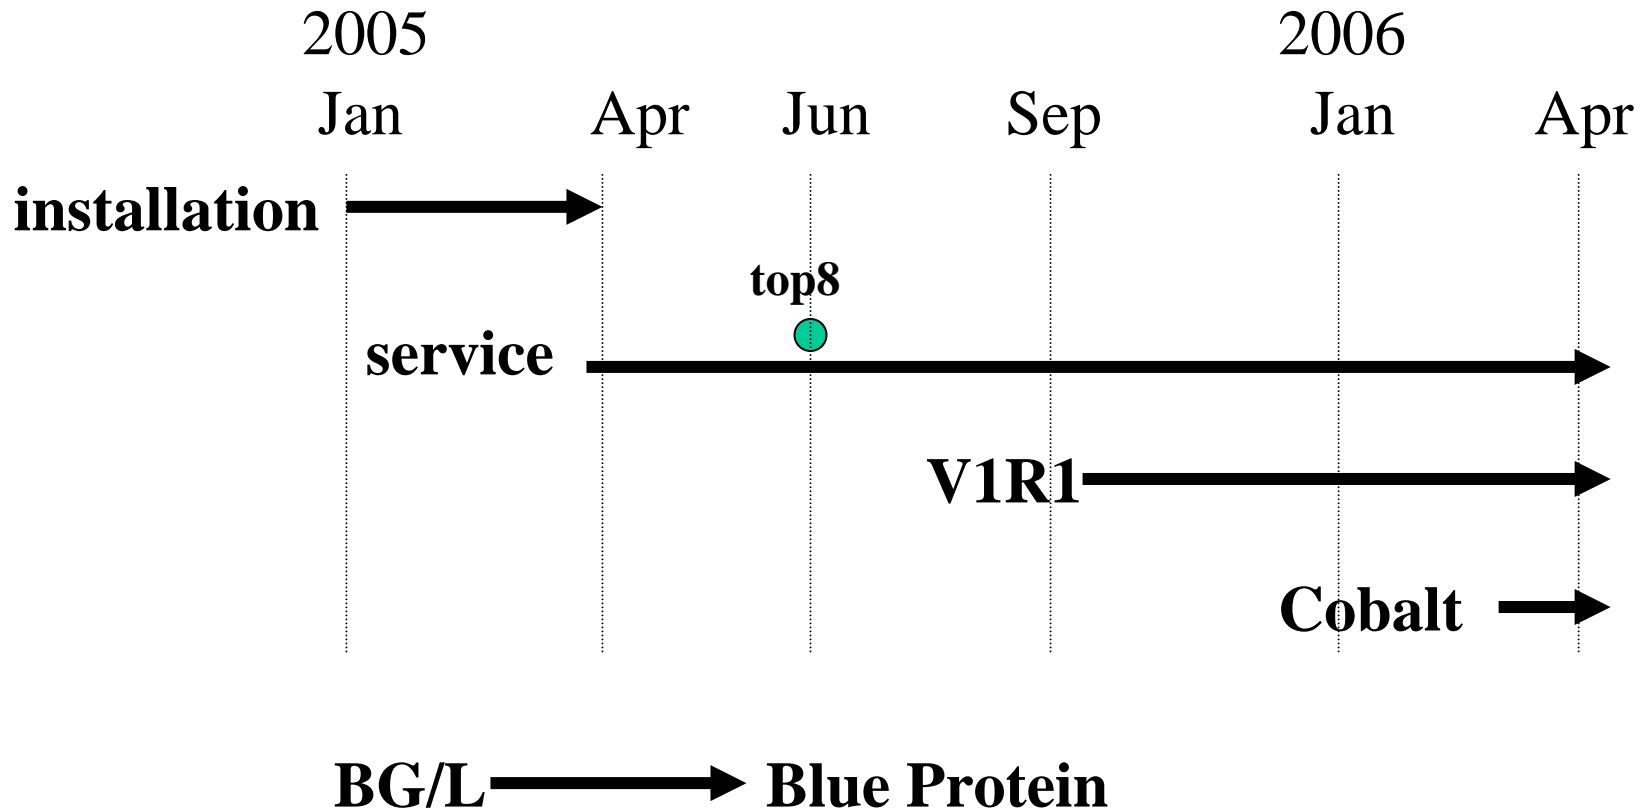 2005 2006
Jan Apr Jun Sep Jan Apr
installation
top8
service
V1R1
Cobalt
BG/L Blue Protein